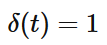 δ(t) = 1